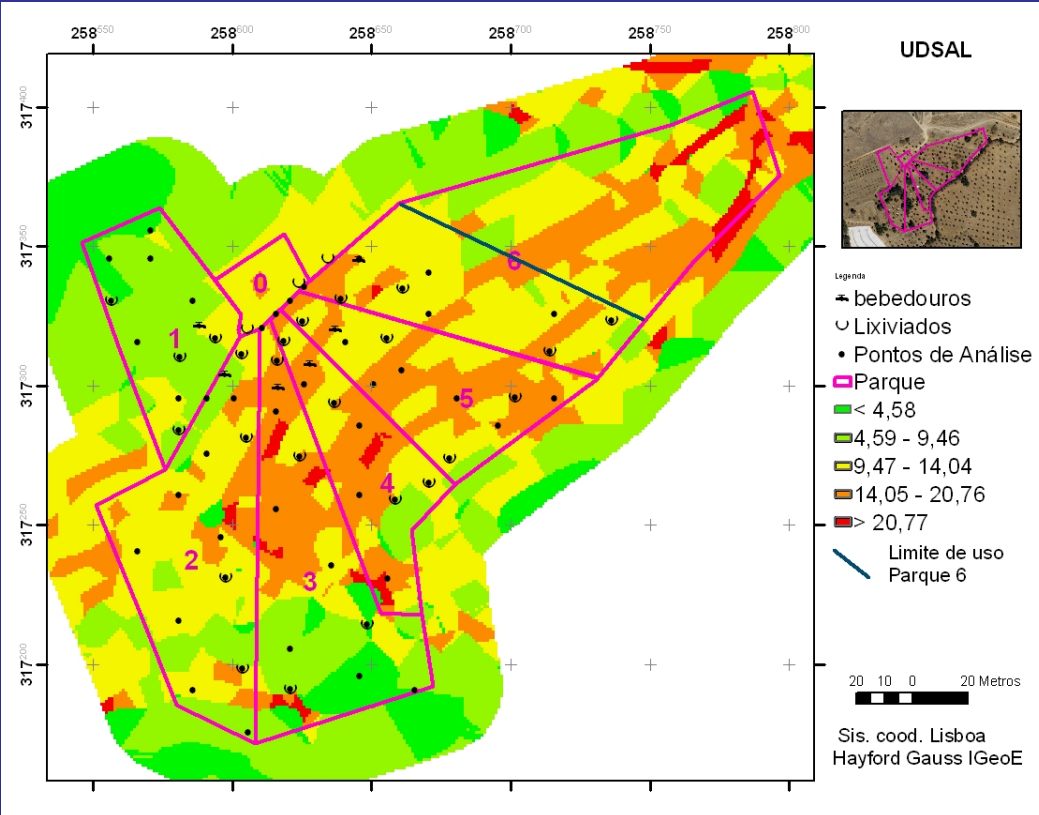 258550 258600 258650 258700 258750 258800
UDSAL
317400
317350
317300
317250
317200
0
1
2
3
4
5
6
Legenda
bebedouros
Lixiviados
Pontos de Análise
Parque
< 4,58
4,59 - 9,46
9,47 - 14,04
14,05 - 20,76
> 20,77
Limite de uso
Parque 6
20 10 0 20 Metros
Sis. cood. Lisboa
Hayford Gauss IGeoE